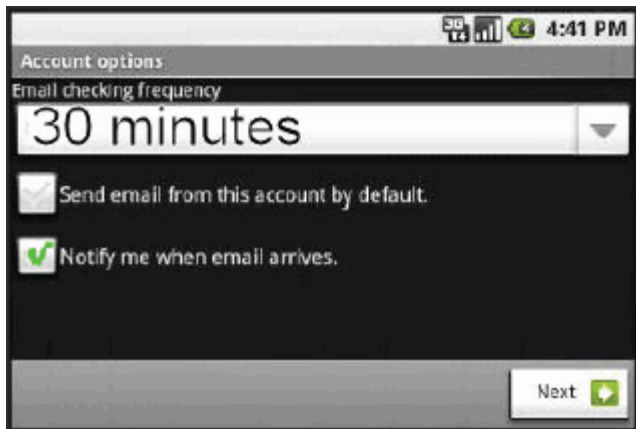 3G
4:41 PM
Account options
Email checking frequency
30 minutes
Send email from this account by default.
Notify me when email arrives.
Next